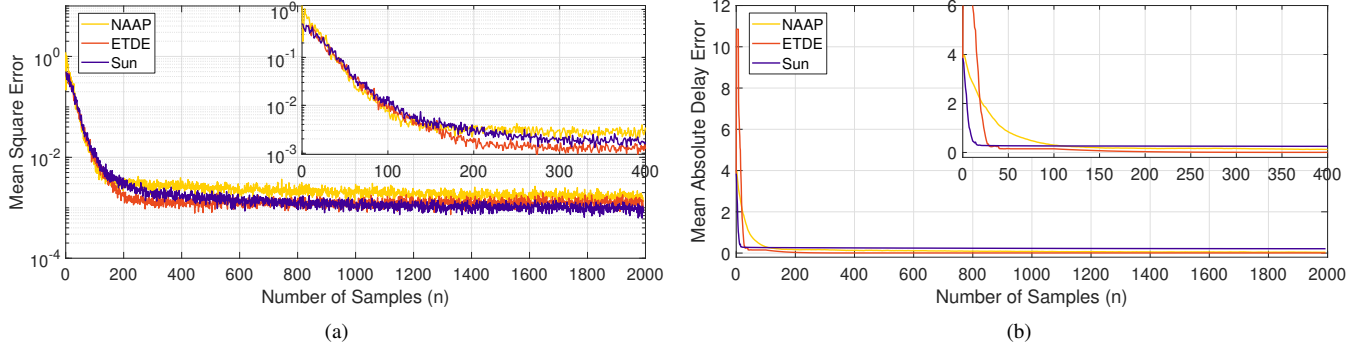 Mean Square Error
10^0
10^-2
10^-4
NAAP
ETDE
Sun
10^0
10^-1
10^-2
10^-3
0 100 200 300 400
0 200 400 600 800 1000 1200 1400 1600 1800 2000
Number of Samples (n)
(a)
Mean Absolute Delay Error
12
10
8
6
4
2
0
NAAP
ETDE
Sun
6
4
2
0
0 50 100 150 200 250 300 350 400
0 200 400 600 800 1000 1200 1400 1600 1800 2000
Number of Samples (n)
(b)